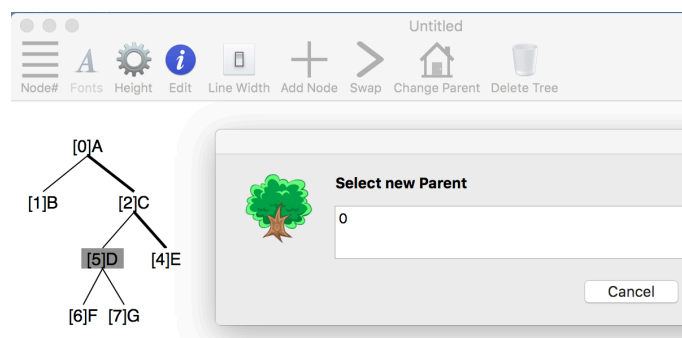 Untitled
Node# Fonts Height Edit Line Width Add Node Swap Change Parent Delete Tree
[0]A
Select new Parent
[1]B [2]C
0
[5]D [4]E
Cancel
[6]F [7]G